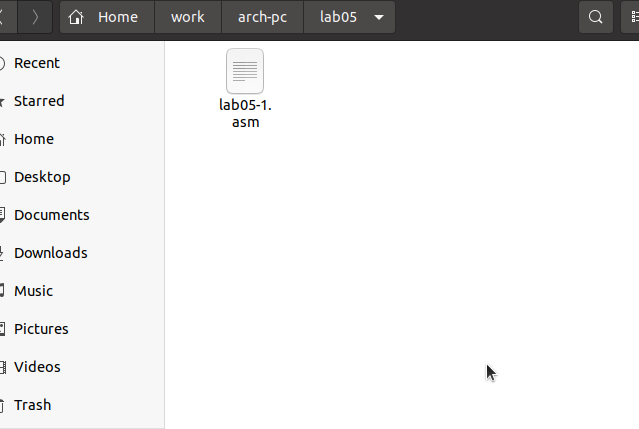 Home work arch-pc lab05
Recent
Starred
Home
Desktop
Documents
Downloads
Music
Pictures
Videos
Trash
lab05-1.
asm